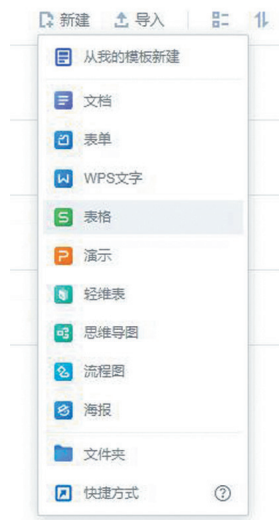 新建 导入
从我的模板新建
文档
表单
WPS文字
表格
演示
轻维表
思维导图
流程图
海报
文件夹
快捷方式